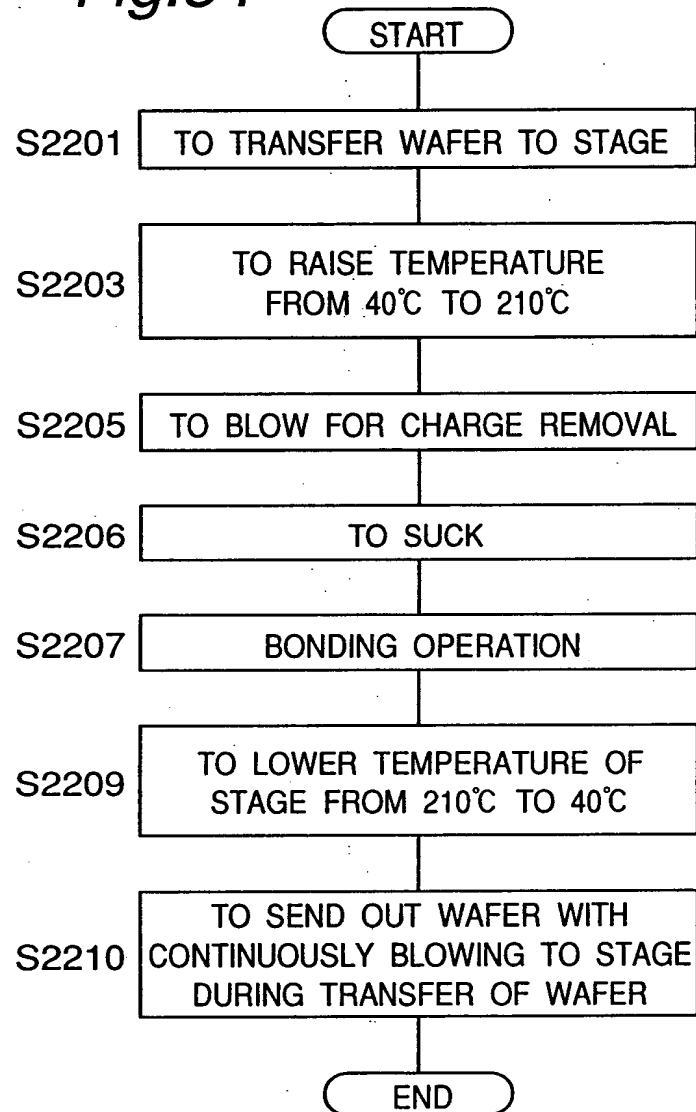 Fig.
START
S2201 TO TRANSFER WAFER TO STAGE
S2203 TO RAISE TEMPERATURE
FROM 40℃ TO 210℃
S2205 TO BLOW FOR CHARGE REMOVAL
S2206 TO SUCK
S2207 BONDING OPERATION
S2209 TO LOWER TEMPERATURE OF
STAGE FROM 210℃ TO 40℃
TO SEND OUT WAFER WITH
S2210 CONTINUOUSLY BLOWING TO STAGE
DURING TRANSFER OF WAFER
END